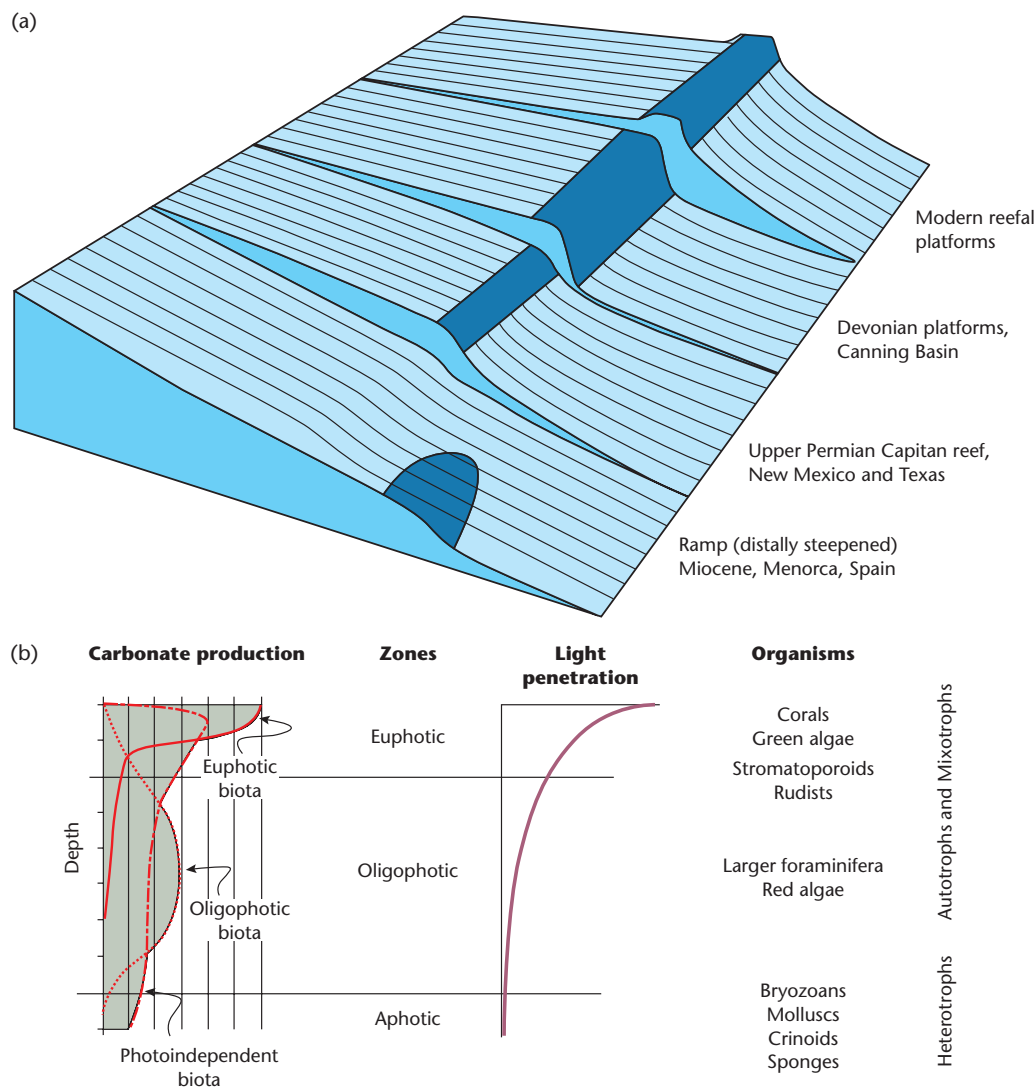 (a)
Modern reefal
platforms
Devonian platforms,
Canning Basin
Upper Permian Capitan reef,
New Mexico and Texas
Ramp (distally steepened)
Miocene, Menorca, Spain
(b)
Carbonate production
Zones
Light
penetration
Organisms
Depth
Euphotic
biota
Oligophotic
biota
Photoindependent
biota
Euphotic
Oligophotic
Aphotic
Corals
Green algae
Stromatoporoids
Rudists
Larger foraminifera
Red algae
Bryozoans
Molluscs
Crinoids
Sponges
Autotrophs and Mixotrophs
Heterotrophs